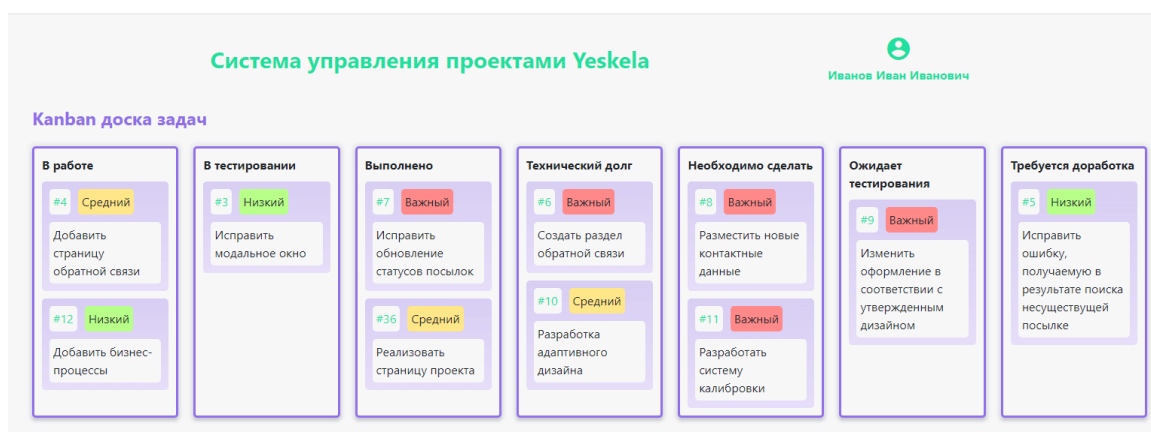 Система управления проектами Yeskela
Иванов Иван Иванович
Kanban доска задач
В работе
#4 Средний
Добавить
страницу
обратной связи
#12 Низкий
Добавить бизнес-
процессы
В тестировании
#3 Низкий
Исправить
модальное окно
Выполнено
#7 Важный
Исправить
обновление
статусов посылок
#36 Средний
Реализовать
страницу проекта
Технический долг
#6 Важный
Создать раздел
обратной связи
#10 Средний
Разработка
адаптивного
дизайна
Необходимо сделать
#8 Важный
Разместить новые
контактные
данные
#11 Важный
Разработать
систему
калибровки
Ожидает
тестирования
#9 Важный
Изменить
оформление в
соответствии с
утвержденным
дизайном
Требуется доработка
#5 Низкий
Исправить
ошибку,
получаемую в
результате поиска
несуществущей
посылке